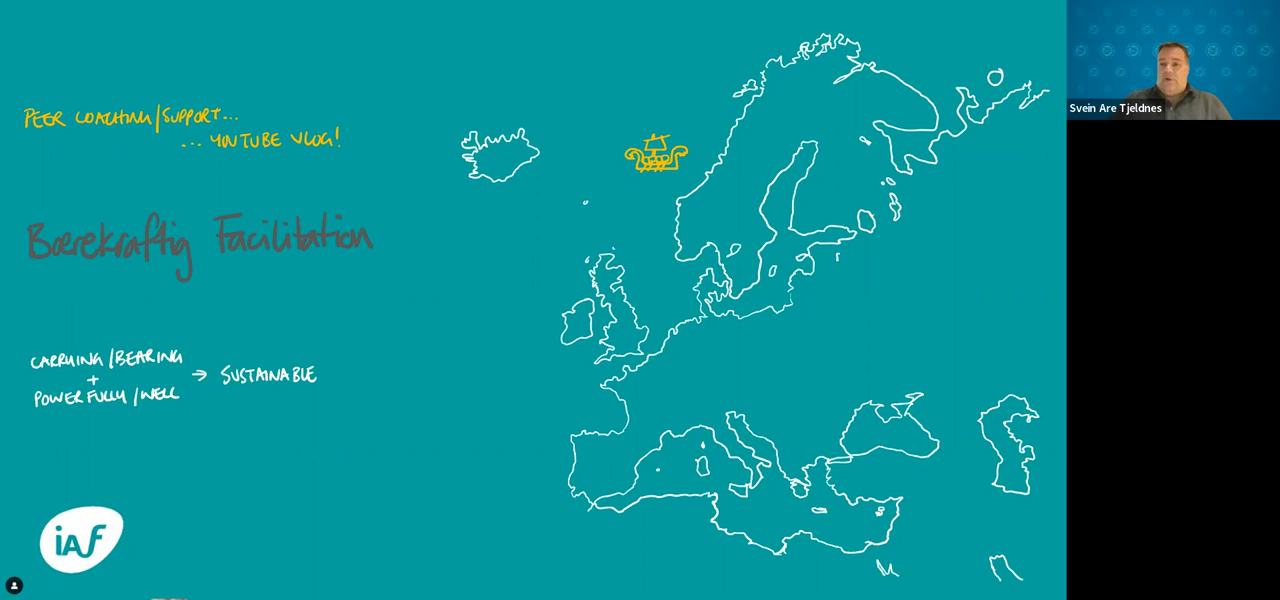 PEER COACHING/SUPPORT...
... YOUTUBE VLOG!
Bærekraftig Facilitation
CARRYING/BEARING
+
POWERFULLY/WELL
→ SUSTAINABLE
iAF
Svein Are Tjeldnes